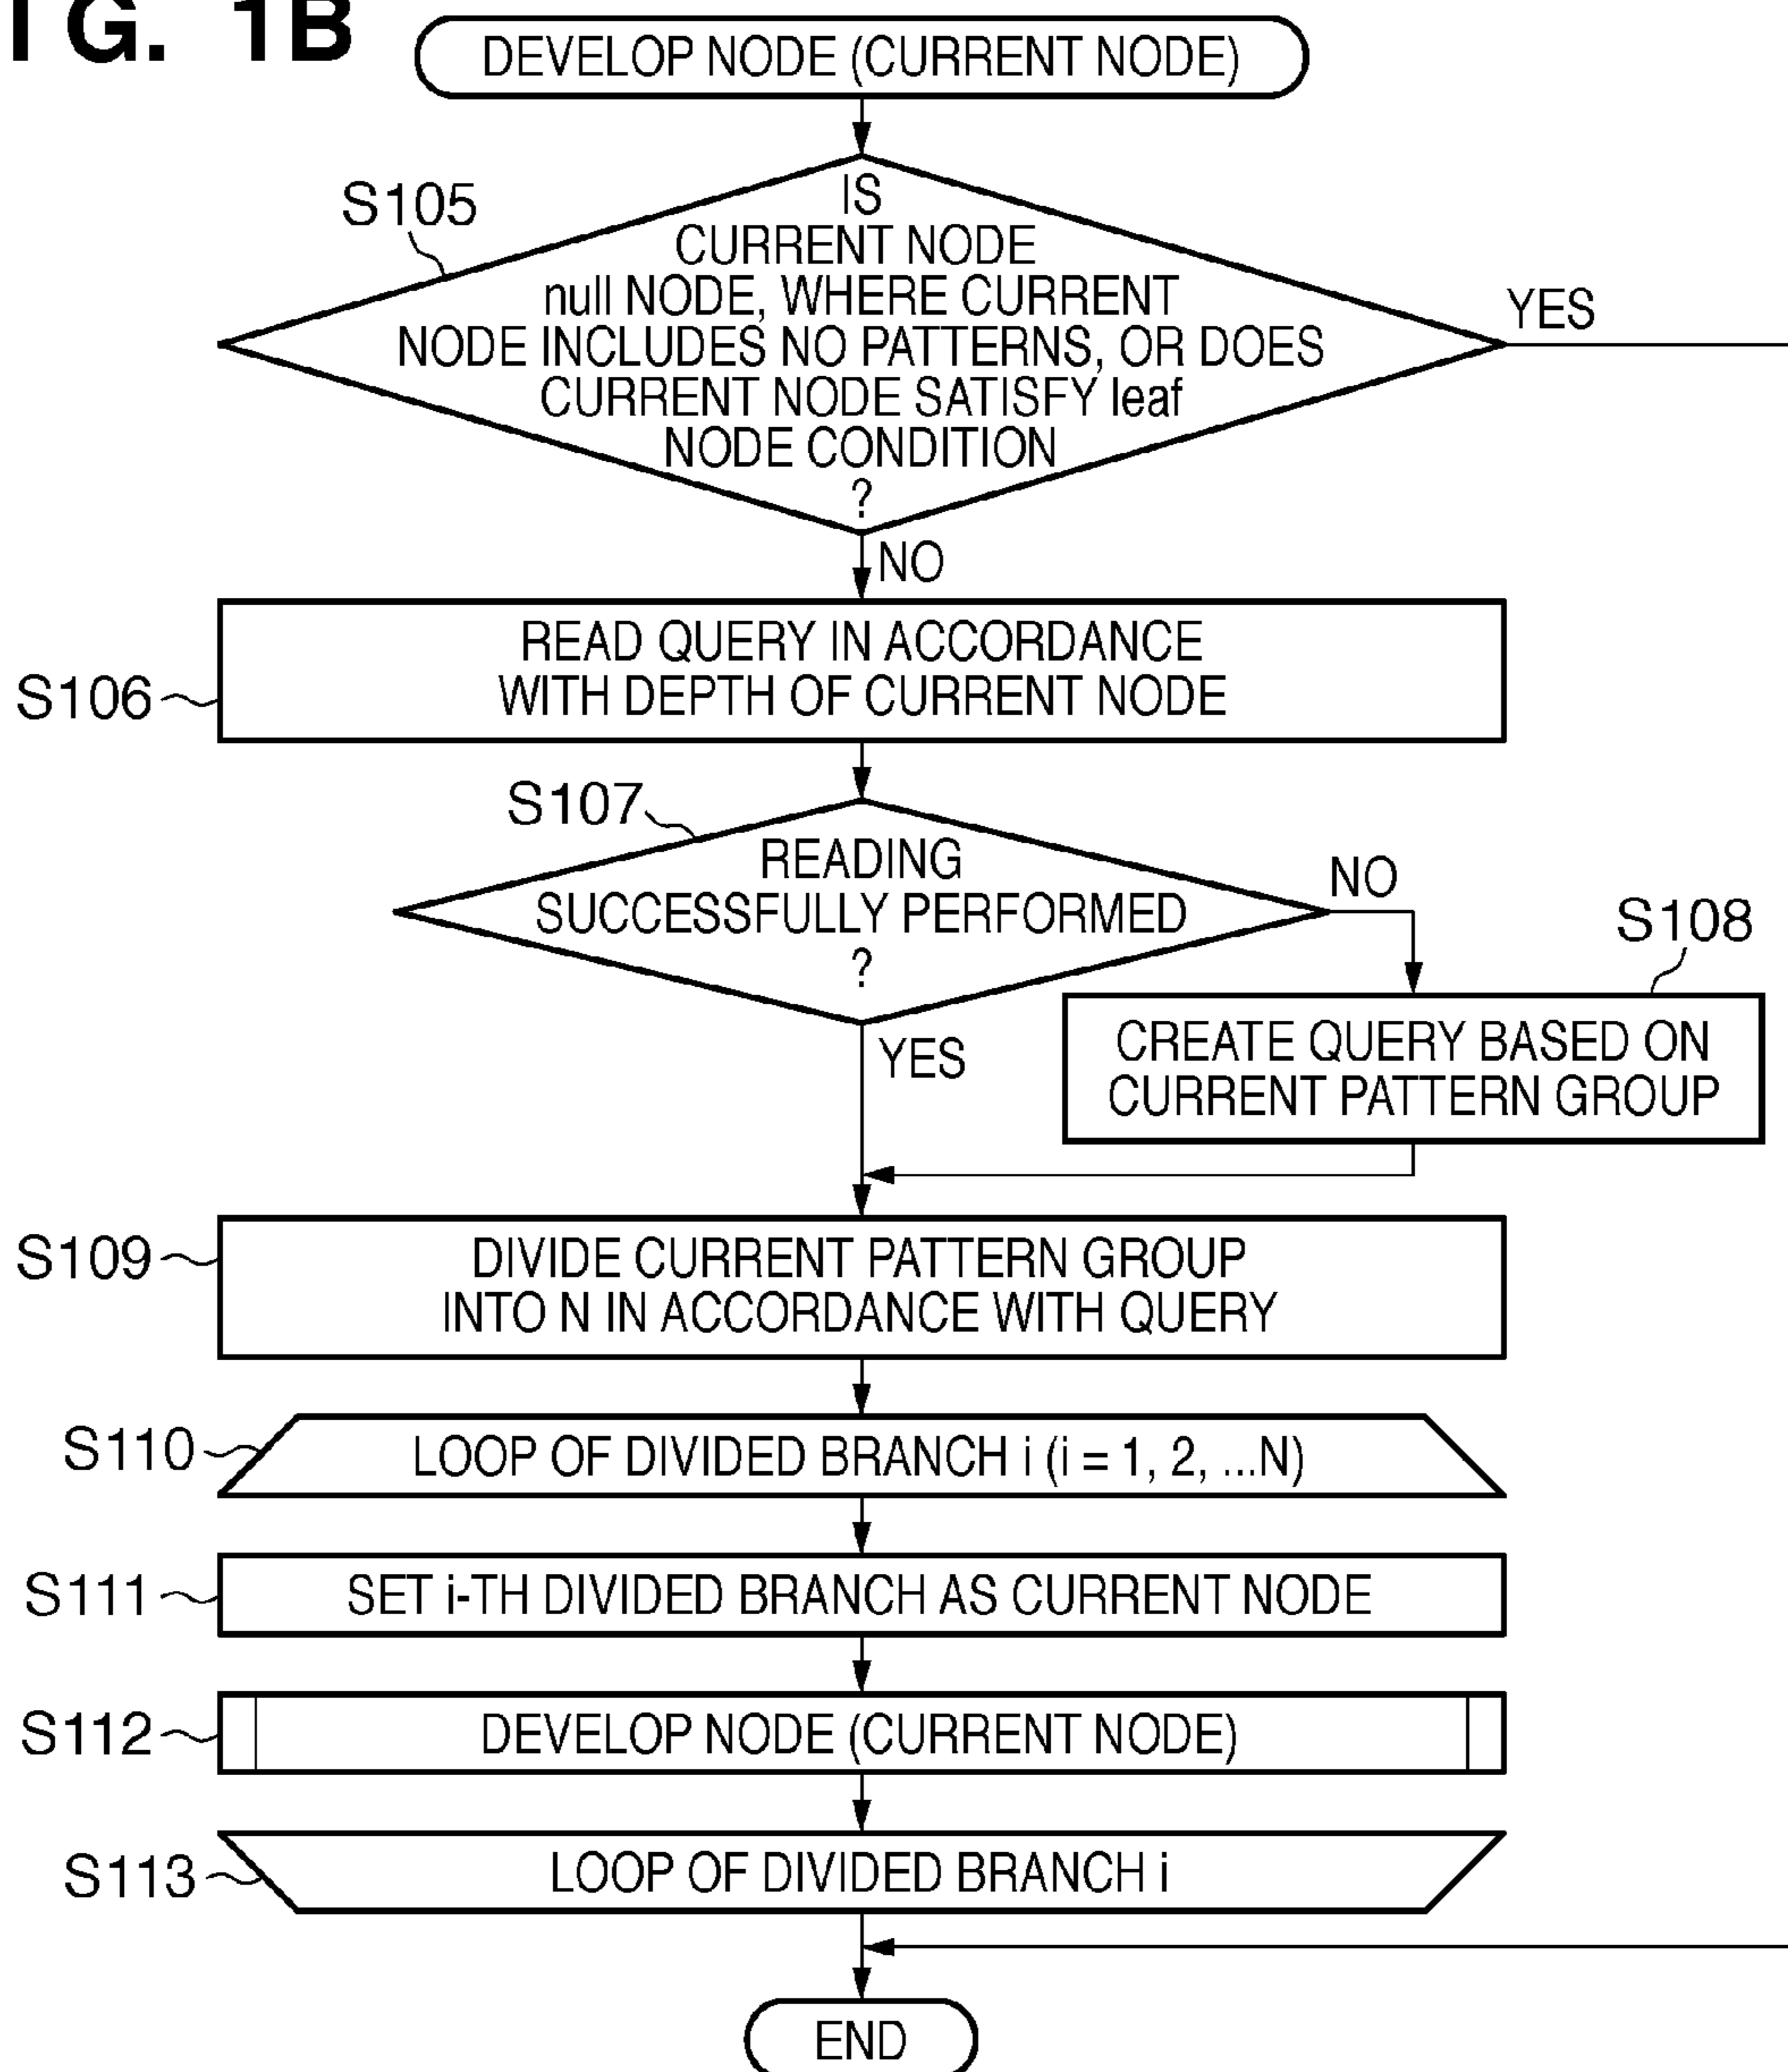 IG. 1B
DEVELOP NODE (CURRENT NODE)
S105
IS
CURRENT NODE
null NODE, WHERE CURRENT
NODE INCLUDES NO PATTERNS, OR DOES
CURRENT NODE SATISFY leaf
NODE CONDITION
?
YES
NO
S106
READ QUERY IN ACCORDANCE
WITH DEPTH OF CURRENT NODE
S107
READING
SUCCESSFULLY PERFORMED
?
NO
YES
S108
CREATE QUERY BASED ON
CURRENT PATTERN GROUP
S109
DIVIDE CURRENT PATTERN GROUP
INTO N IN ACCORDANCE WITH QUERY
S110
LOOP OF DIVIDED BRANCH i (i = 1, 2, ...N)
S111
SET i-TH DIVIDED BRANCH AS CURRENT NODE
S112
DEVELOP NODE (CURRENT NODE)
S113
LOOP OF DIVIDED BRANCH i
END